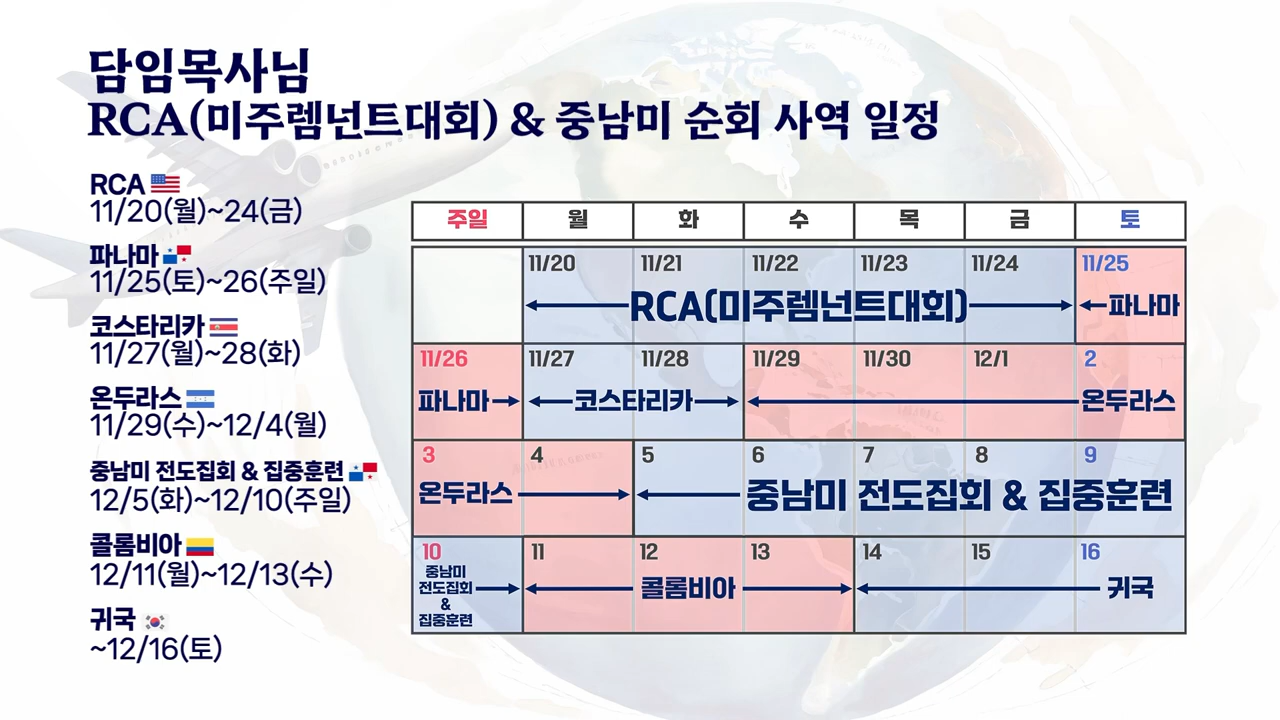 담임목사님
RCA(미주렘넌트대회) & 중남미 순회 사역 일정
RCA
11/20(월)~24(금)
파나마
11/25(토)~26(주일)
코스타리카
11/27(월)~28(화)
온두라스
11/29(수)~12/4(월)
중남미 전도집회 & 집중훈련
12/5(화)~12/10(주일)
콜롬비아
12/11(월)~12/13(수)
귀국
~12/16(토)
주일 월 화 수 목 금 토
11/20 11/21 11/22 11/23 11/24 11/25
RCA(미주렘넌트대회) 파나마
11/26 11/27 11/28 11/29 11/30 12/1 2
파나마 코스타리카 온두라스
3 4 5 6 7 8 9
온두라스 중남미 전도집회 & 집중훈련
10 11 12 13 14 15 16
중남미
전도집회
&
집중훈련
콜롬비아 귀국